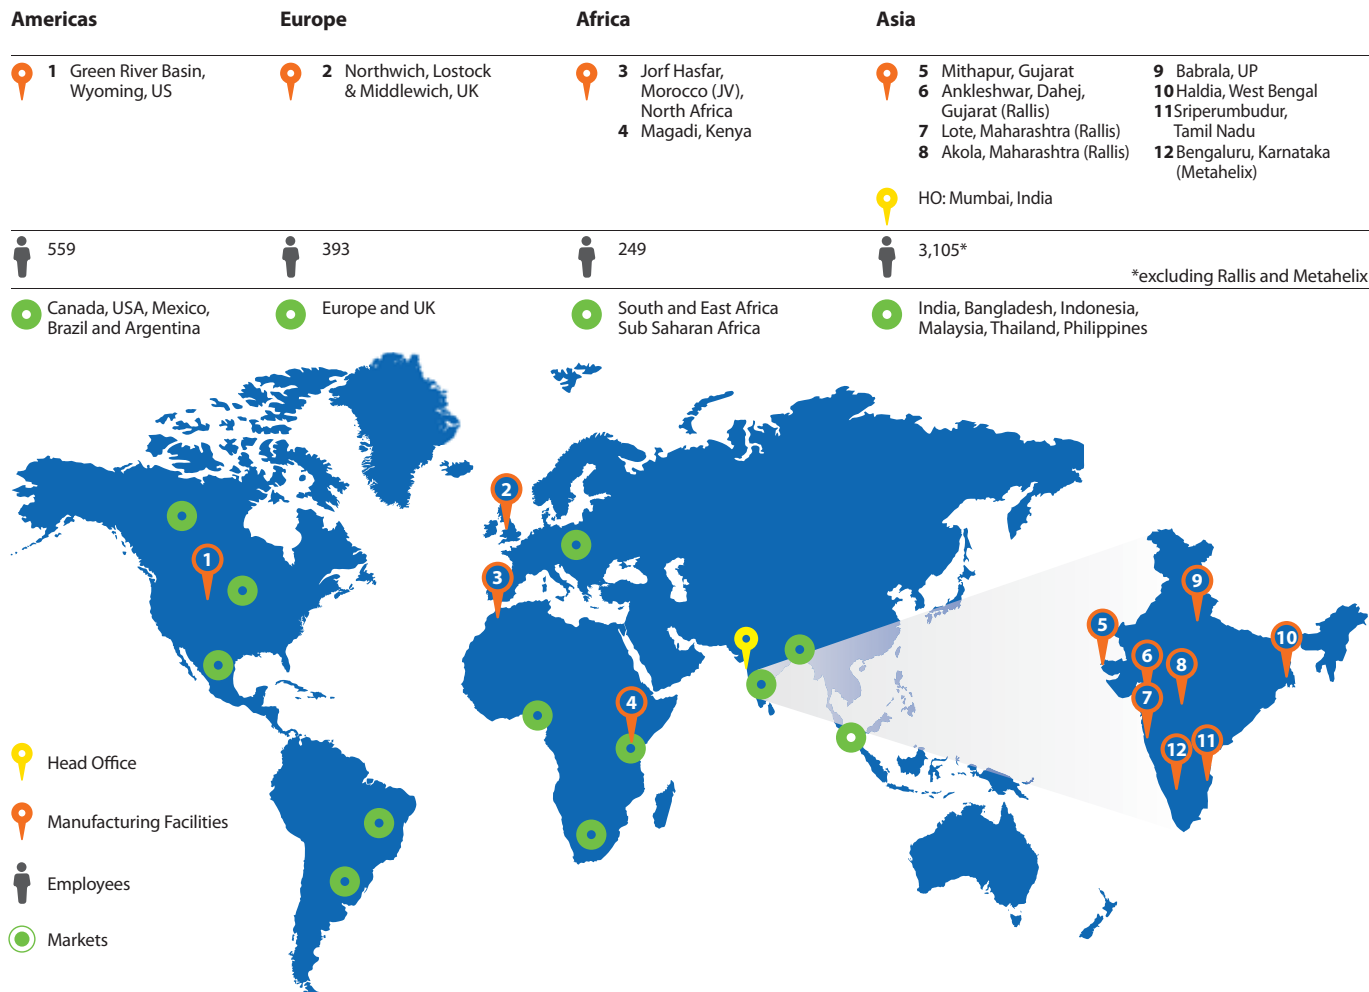 Americas
Europe
Africa
Asia
1 Green River Basin,
Wyoming, US
2 Northwich, Lostock
& Middlewich, UK
3 Jorf Hasfar,
Morocco (JV),
North Africa
4 Magadi, Kenya
5 Mithapur, Gujarat
6 Ankleshwar, Dahej,
Gujarat (Rallis)
7 Lote, Maharashtra (Rallis)
8 Akola, Maharashtra (Rallis)
9 Babrala, UP
10 Haldia, West Bengal
11 Sriperumbudur,
Tamil Nadu
12 Bengaluru, Karnataka
(Metahelix)
HO: Mumbai, India
559
393
249
3,105*
*excluding Rallis and Metahelix
Canada, USA, Mexico,
Brazil and Argentina
Europe and UK
South and East Africa
Sub Saharan Africa
India, Bangladesh, Indonesia,
Malaysia, Thailand, Philippines
2
1
3
4
9
5
10
6
8
7
11
12
Head Office
Manufacturing Facilities
Employees
Markets